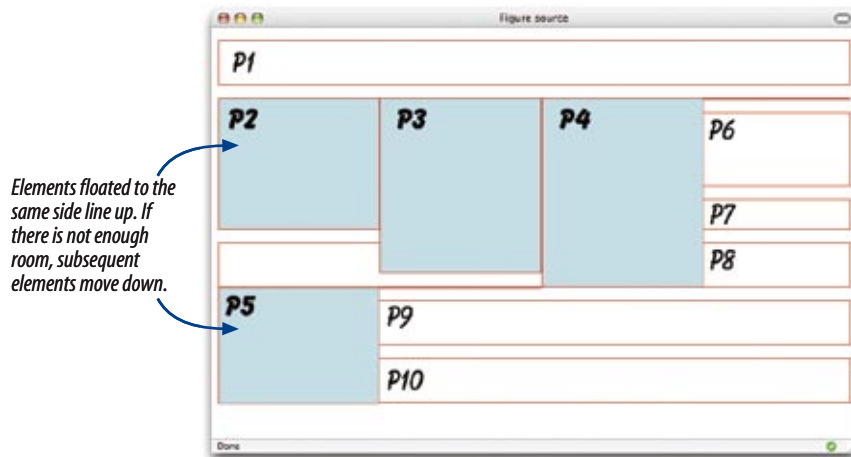 Figure source
P1
P2
P3
P4
P6
P7
P8
P5
P9
P10
Elements floated to the
same side line up. If
there is not enough
room, subsequent
elements move down.
Done